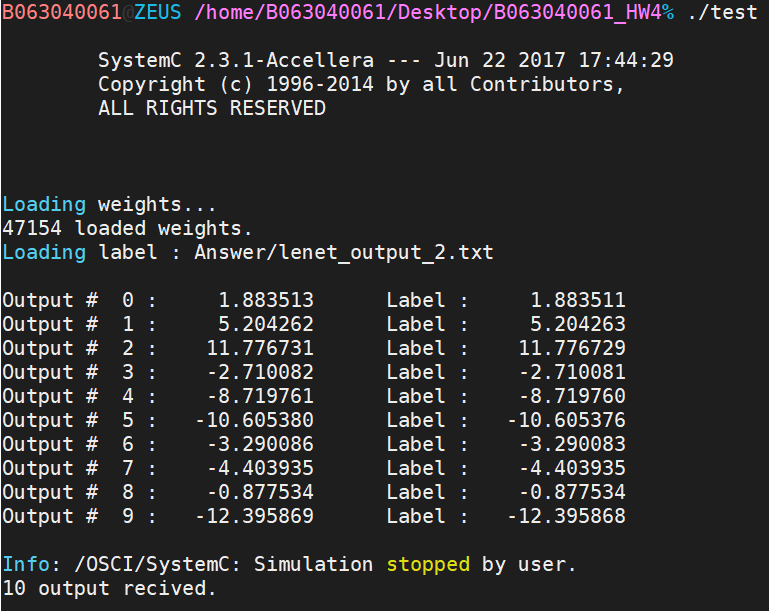 B063040061@ZEUS /home/B063040061/Desktop/B063040061_HW4% ./test
SystemC 2.3.1-Accellera --- Jun 22 2017 17:44:29
Copyright (c) 1996-2014 by all Contributors,
ALL RIGHTS RESERVED
Loading weights...
47154 loaded weights.
Loading label : Answer/lenet_output_2.txt
Output #  0 :     1.883513      Label :     1.883511
Output #  1 :     5.204262      Label :     5.204263
Output #  2 :    11.776731      Label :    11.776729
Output #  3 :    -2.710082      Label :    -2.710081
Output #  4 :    -8.719761      Label :    -8.719760
Output #  5 :   -10.605380      Label :   -10.605376
Output #  6 :    -3.290086      Label :    -3.290083
Output #  7 :    -4.403935      Label :    -4.403935
Output #  8 :    -0.877534      Label :    -0.877534
Output #  9 :   -12.395869      Label :   -12.395868
Info: /OSCI/SystemC: Simulation stopped by user.
10 output recived.